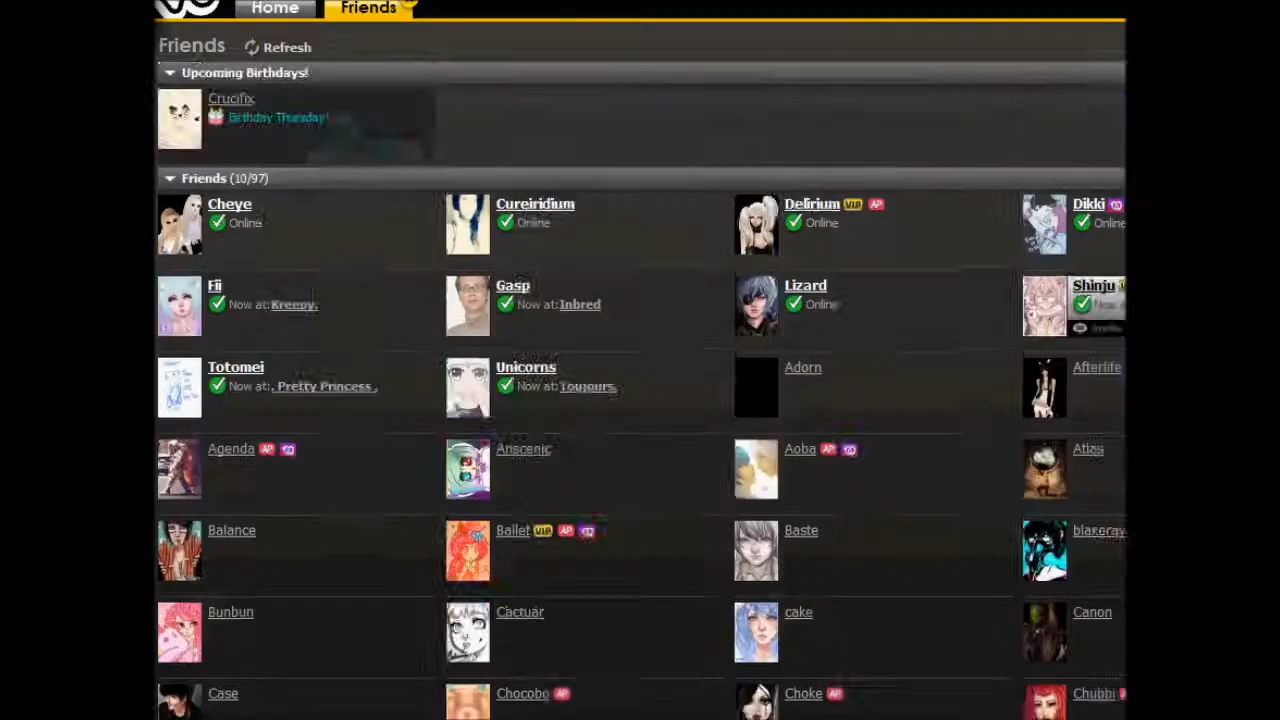 Home Friends
Friends Refresh
Upcoming Birthdays!
Crucifix
Birthday Thursday!
Friends (10/97)
Cheye Cureiridium Delirium VIP AP Dikki
Online Online Online Online
Fii Gasp Lizard Shinju
Now at: Kreepy. Now at: Inbred Online Now
Totomei Unicorns Adorn Afterlife
Now at: . Pretty Princess . Now at: Toujours.
Agenda AP Ariscenic Aoba AP Atlas
Balance Ballet VIP AP Baste
Bunbun Cactuar cake Canon
Case Chocobo AP Choke AP Chubbi